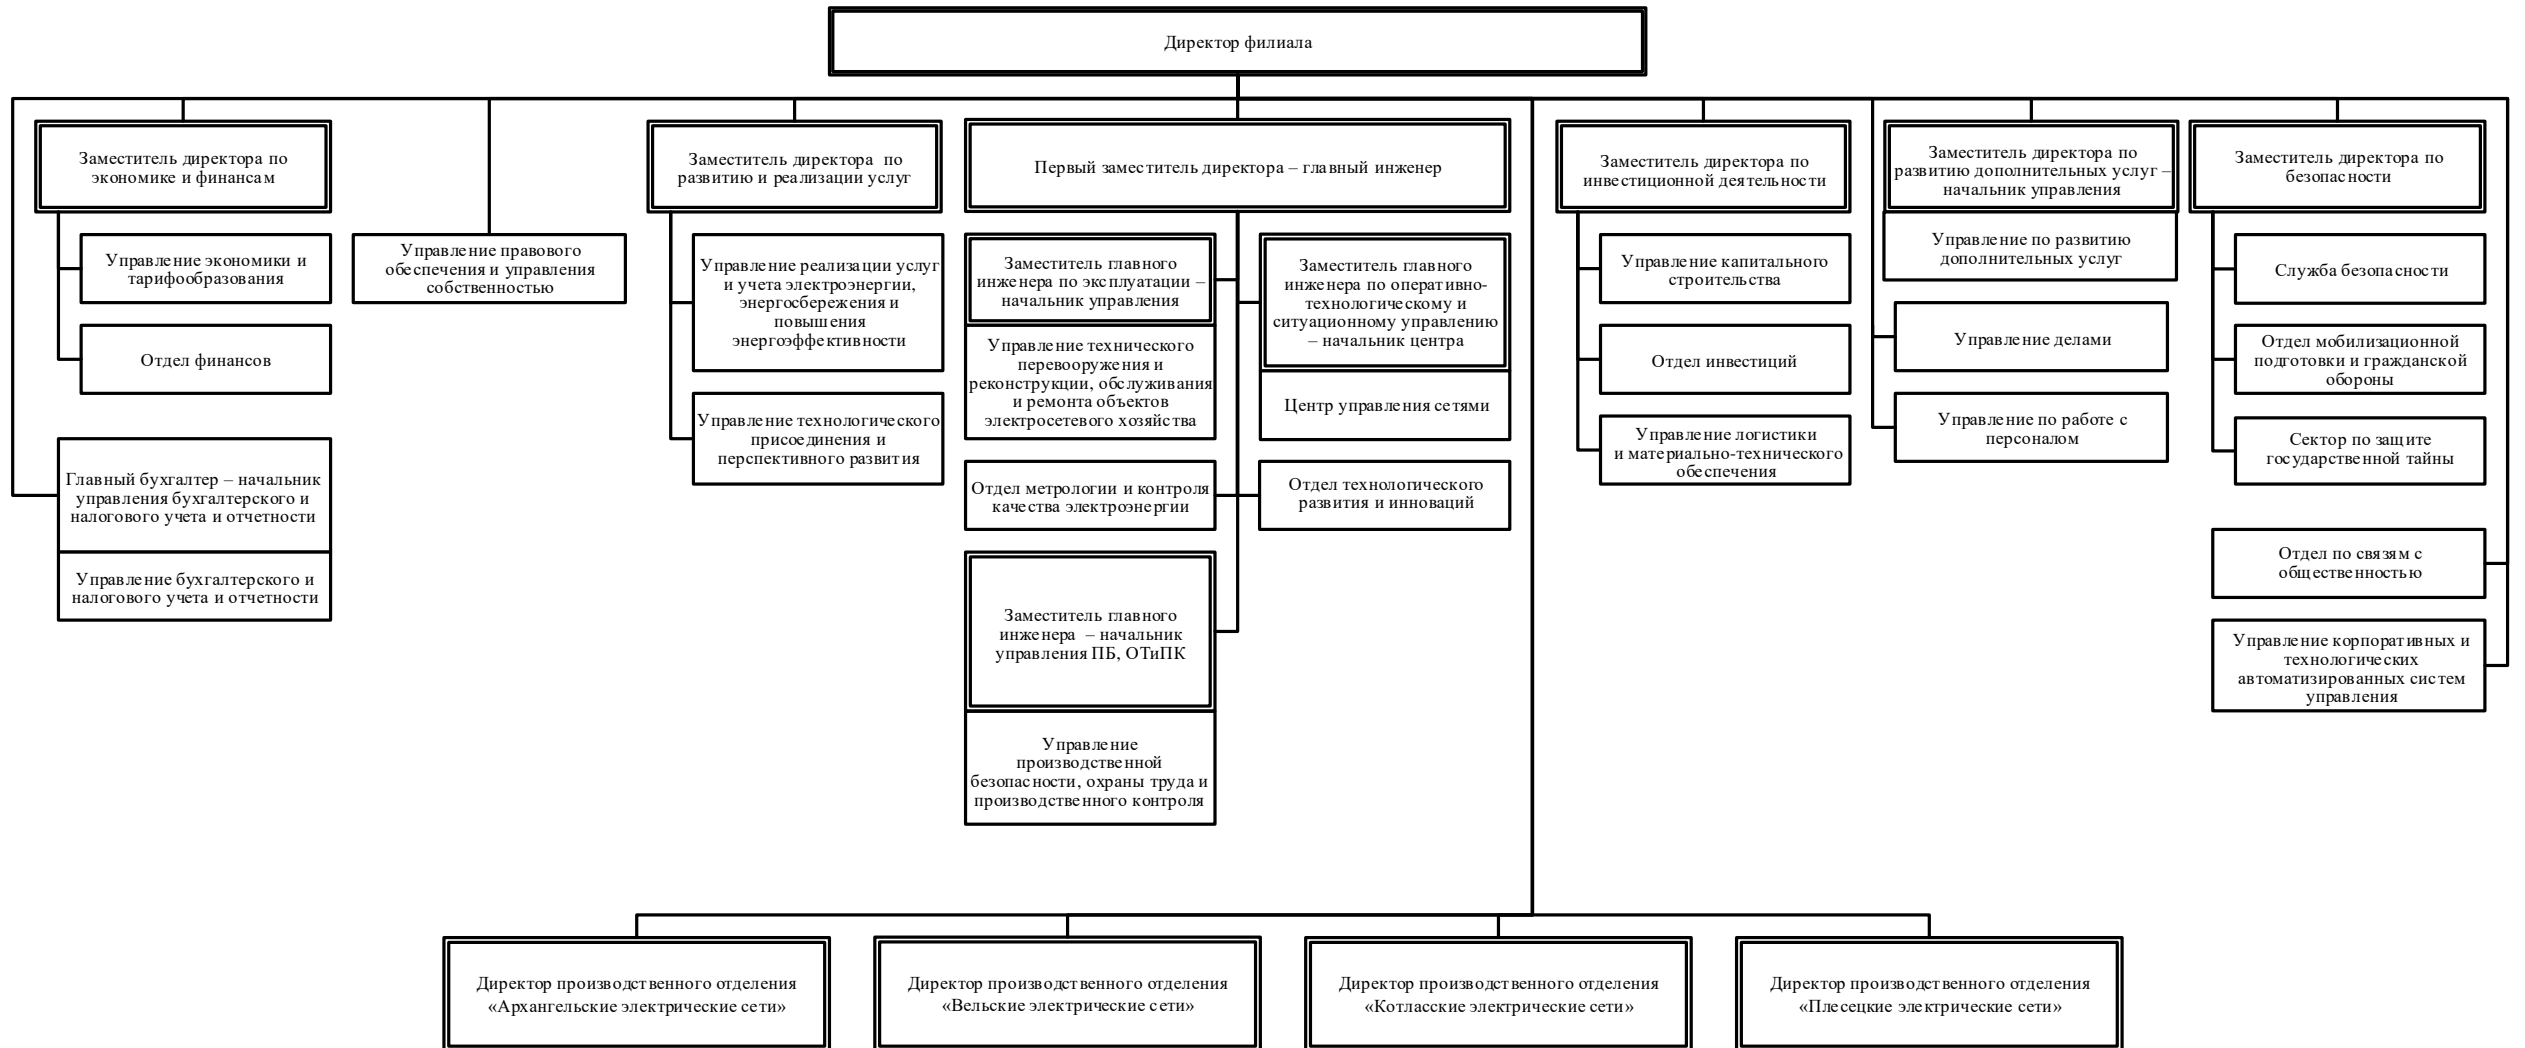 Директор филиала
Заместитель директора по
экономике и финансам
Управление экономики и
тарифообразования
Отдел финансов
Главный бухгалтер – начальник
управления бухгалтерского и
налогового учета и отчетности
Управление бухгалтерского и
налогового учета и отчетности
Управление правового
обеспечения и управления
собственностью
Заместитель директора по
развитию и реализации услуг
Управление реализации услуг
и учета электроэнергии,
энергосбережения и
повышения
энергоэффективности
Управление технологического
присоединения и
перспективного развития
Первый заместитель директора – главный инженер
Заместитель главного
инженера по эксплуатации –
начальник управления
Управление технического
перевооружения и
реконструкции, обслуживания
и ремонта объектов
электросетевого хозяйства
Отдел метрологии и контроля
качества электроэнергии
Заместитель главного
инженера – начальник
управления ПБ, ОТиПК
Управление
производственной
безопасности, охраны труда и
производственного контроля
Заместитель главного
инженера по оперативно-
технологическому и
ситуационному управлению
– начальник центра
Центр управления сетями
Отдел технологического
развития и инноваций
Заместитель директора по
инвестиционной деятельности
Управление капитального
строительства
Отдел инвестиций
Управление логистики
и материально-технического
обеспечения
Заместитель директора по
развитию дополнительных услуг –
начальник управления
Управление по развитию
дополнительных услуг
Управление делами
Управление по работе с
персоналом
Заместитель директора по
безопасности
Служба безопасности
Отдел мобилизационной
подготовки и гражданской
обороны
Сектор по защите
государственной тайны
Отдел по связям с
общественностью
Управление корпоративных и
технологических
автоматизированных систем
управления
Директор производственного отделения
«Архангельские электрические сети»
Директор производственного отделения
«Вельские электрические сети»
Директор производственного отделения
«Котласские электрические сети»
Директор производственного отделения
«Плесецкие электрические сети»